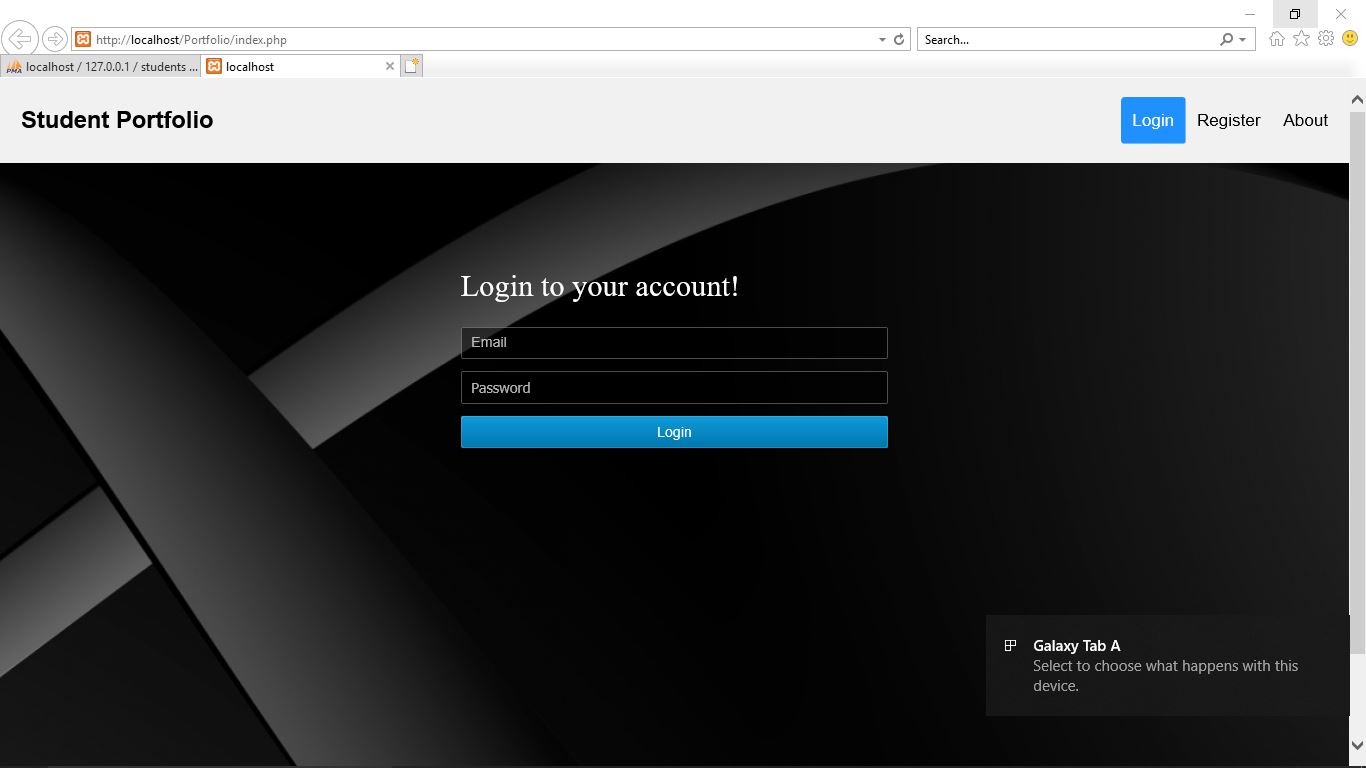 http://localhost/Portfolio/index.php
Search...
PMA
localhost / 127.0.0.1 / students ...
localhost
Student Portfolio
Login
Register
About
Login to your account!
Email
Password
Login
Galaxy Tab A
Select to choose what happens with this
device.